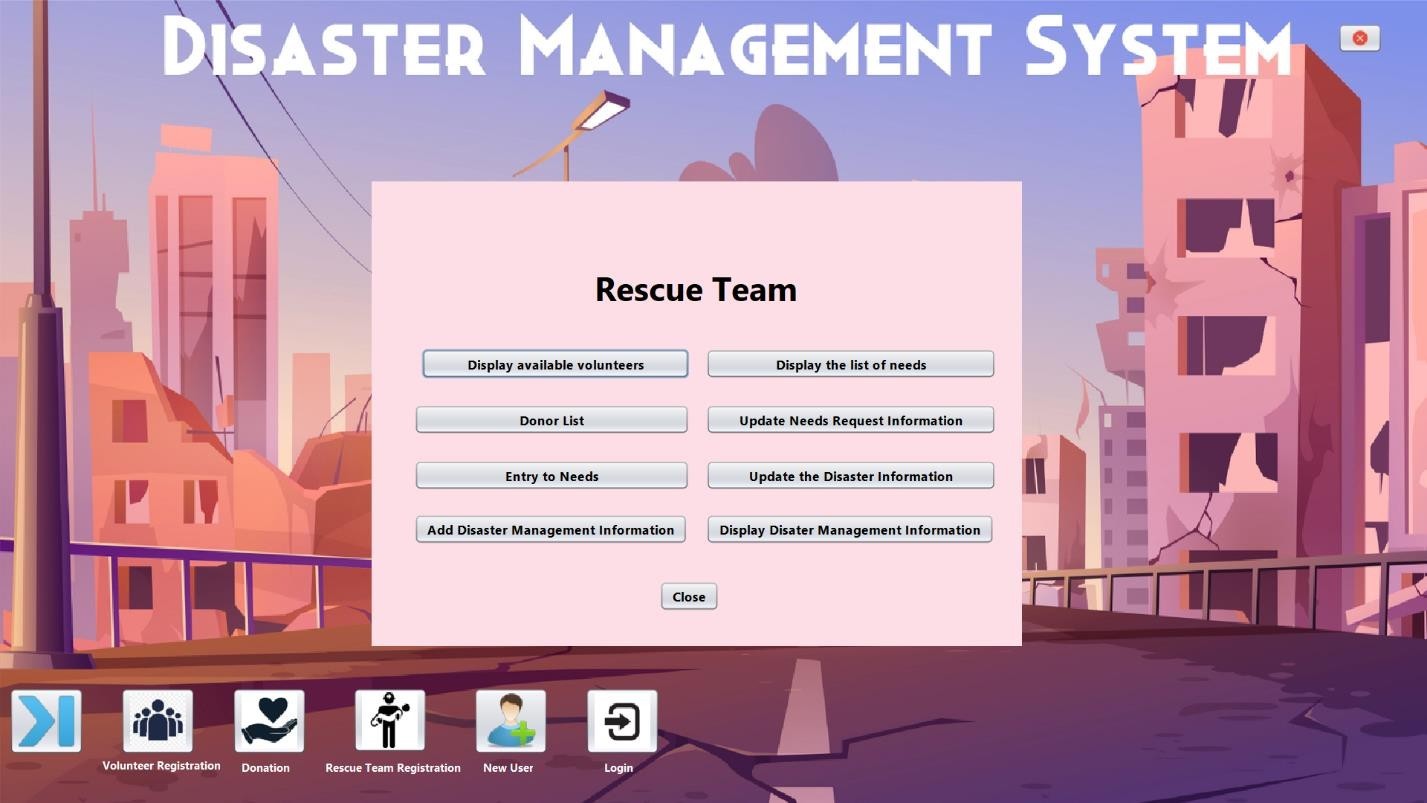 Disaster Management System
Rescue Team
Display available volunteers
Display the list of needs
Donor List
Update Needs Request Information
Entry to Needs
Update the Disaster Information
Add Disaster Management Information
Display Disater Management Information
Close
Volunteer Registration
Donation
Rescue Team Registration
New User
Login